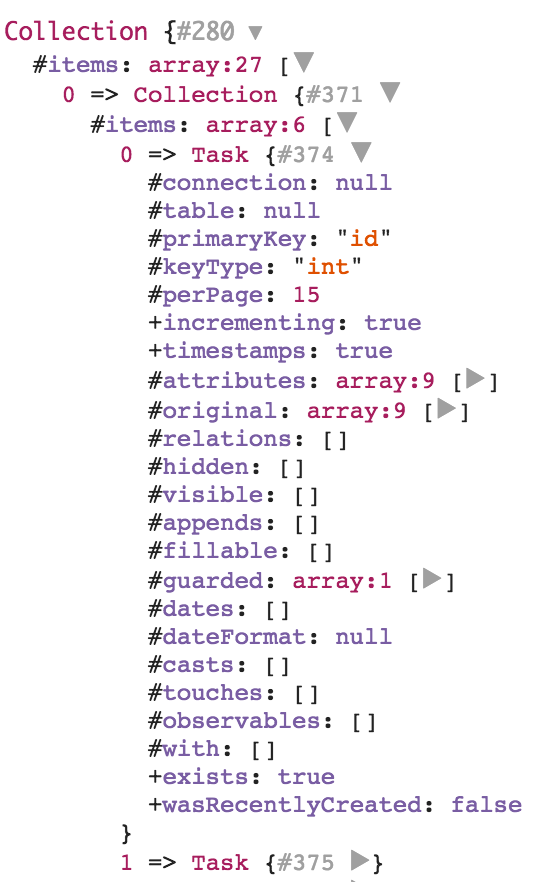 Collection {#280 ▼
#items: array:27 [▼
0 => Collection {#371 ▼
#items: array:6 [▼
0 => Task {#374 ▼
#connection: null
#table: null
#primaryKey: "id"
#keyType: "int"
#perPage: 15
+incrementing: true
+timestamps: true
#attributes: array:9 [▶]
#original: array:9 [▶]
#relations: []
#hidden: []
#visible: []
#appends: []
#fillable: []
#guarded: array:1 [▶]
#dates: []
#dateFormat: null
#casts: []
#touches: []
#observables: []
#with: []
+exists: true
+wasRecentlyCreated: false
}
1 => Task {#375 ▶}